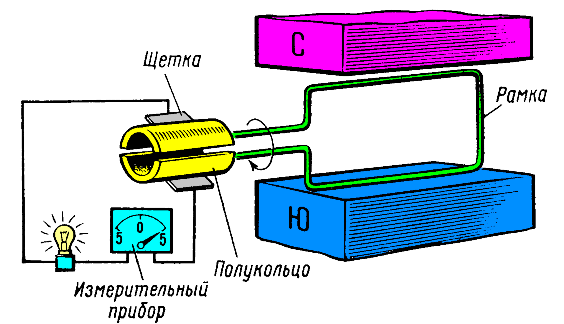 С
Щетка
Рамка
Ю
5 0 5
Полукольцо
Измерительный
прибор